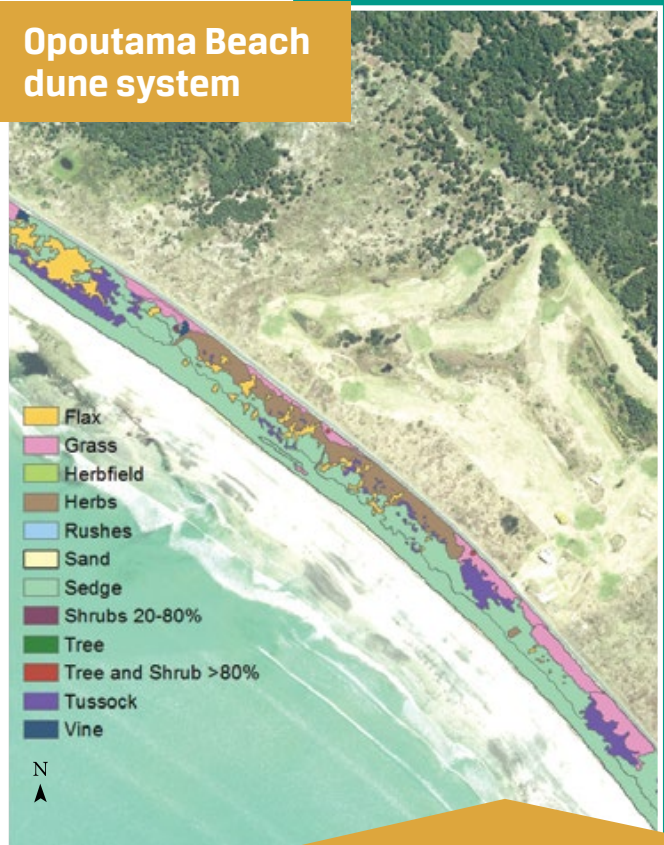 Opoutama Beach
dune system
Flax
Grass
Herbfield
Herbs
Rushes
Sand
Sedge
Shrubs 20-80%
Tree
Tree and Shrub >80%
Tussock
Vine
N